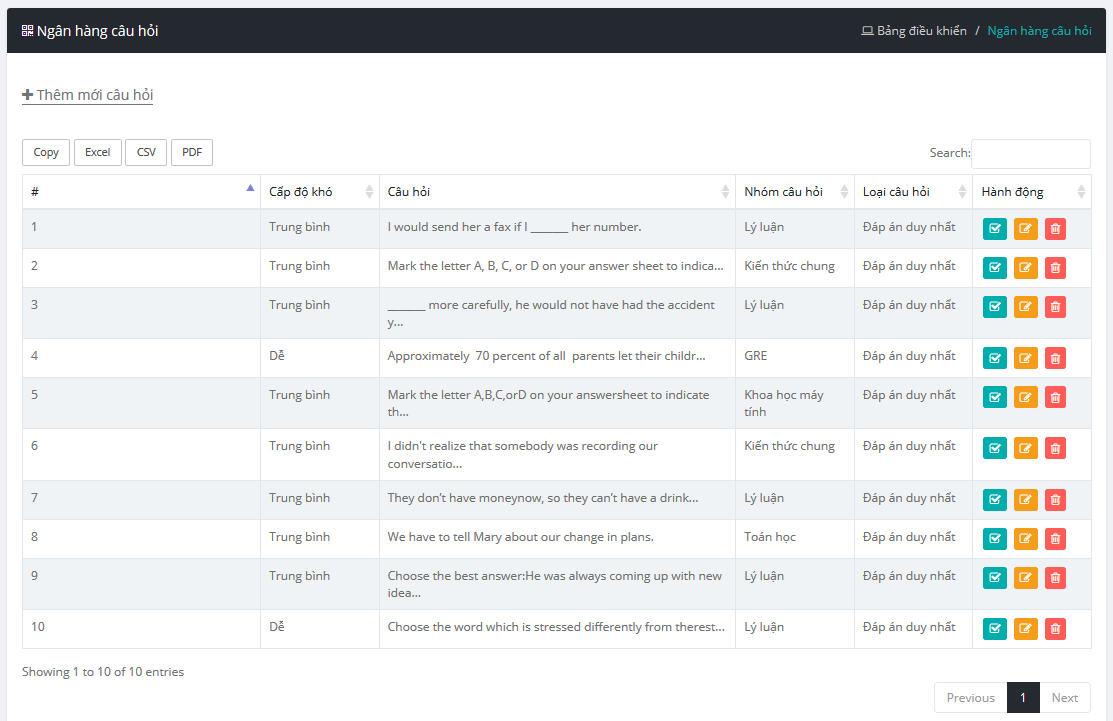 Ngân hàng câu hỏi
Bảng điều khiển / Ngân hàng câu hỏi
Thêm mới câu hỏi
Copy Excel CSV PDF Search:
# Cấp độ khó Câu hỏi Nhóm câu hỏi Loại câu hỏi Hành động
1 Trung bình I would send her a fax if I _______ her number. Lý luận Đáp án duy nhất
2 Trung bình Mark the letter A, B, C, or D on your answer sheet to indica... Kiến thức chung Đáp án duy nhất
3 Trung bình _______ more carefully, he would not have had the accident Lý luận Đáp án duy nhất
y...
4 Dễ Approximately 70 percent of all parents let their childr... GRE Đáp án duy nhất
5 Trung bình Mark the letter A,B,C,orD on your answersheet to indicate Khoa học máy Đáp án duy nhất
th... tính
6 Trung bình I didn't realize that somebody was recording our Kiến thức chung Đáp án duy nhất
conversatio...
7 Trung bình They don't have moneynow, so they can't have a drink... Lý luận Đáp án duy nhất
8 Trung bình We have to tell Mary about our change in plans. Toán học Đáp án duy nhất
9 Trung bình Choose the best answer:He was always coming up with new Lý luận Đáp án duy nhất
idea...
10 Dễ Choose the word which is stressed differently from therest... Lý luận Đáp án duy nhất
Showing 1 to 10 of 10 entries
Previous 1 Next